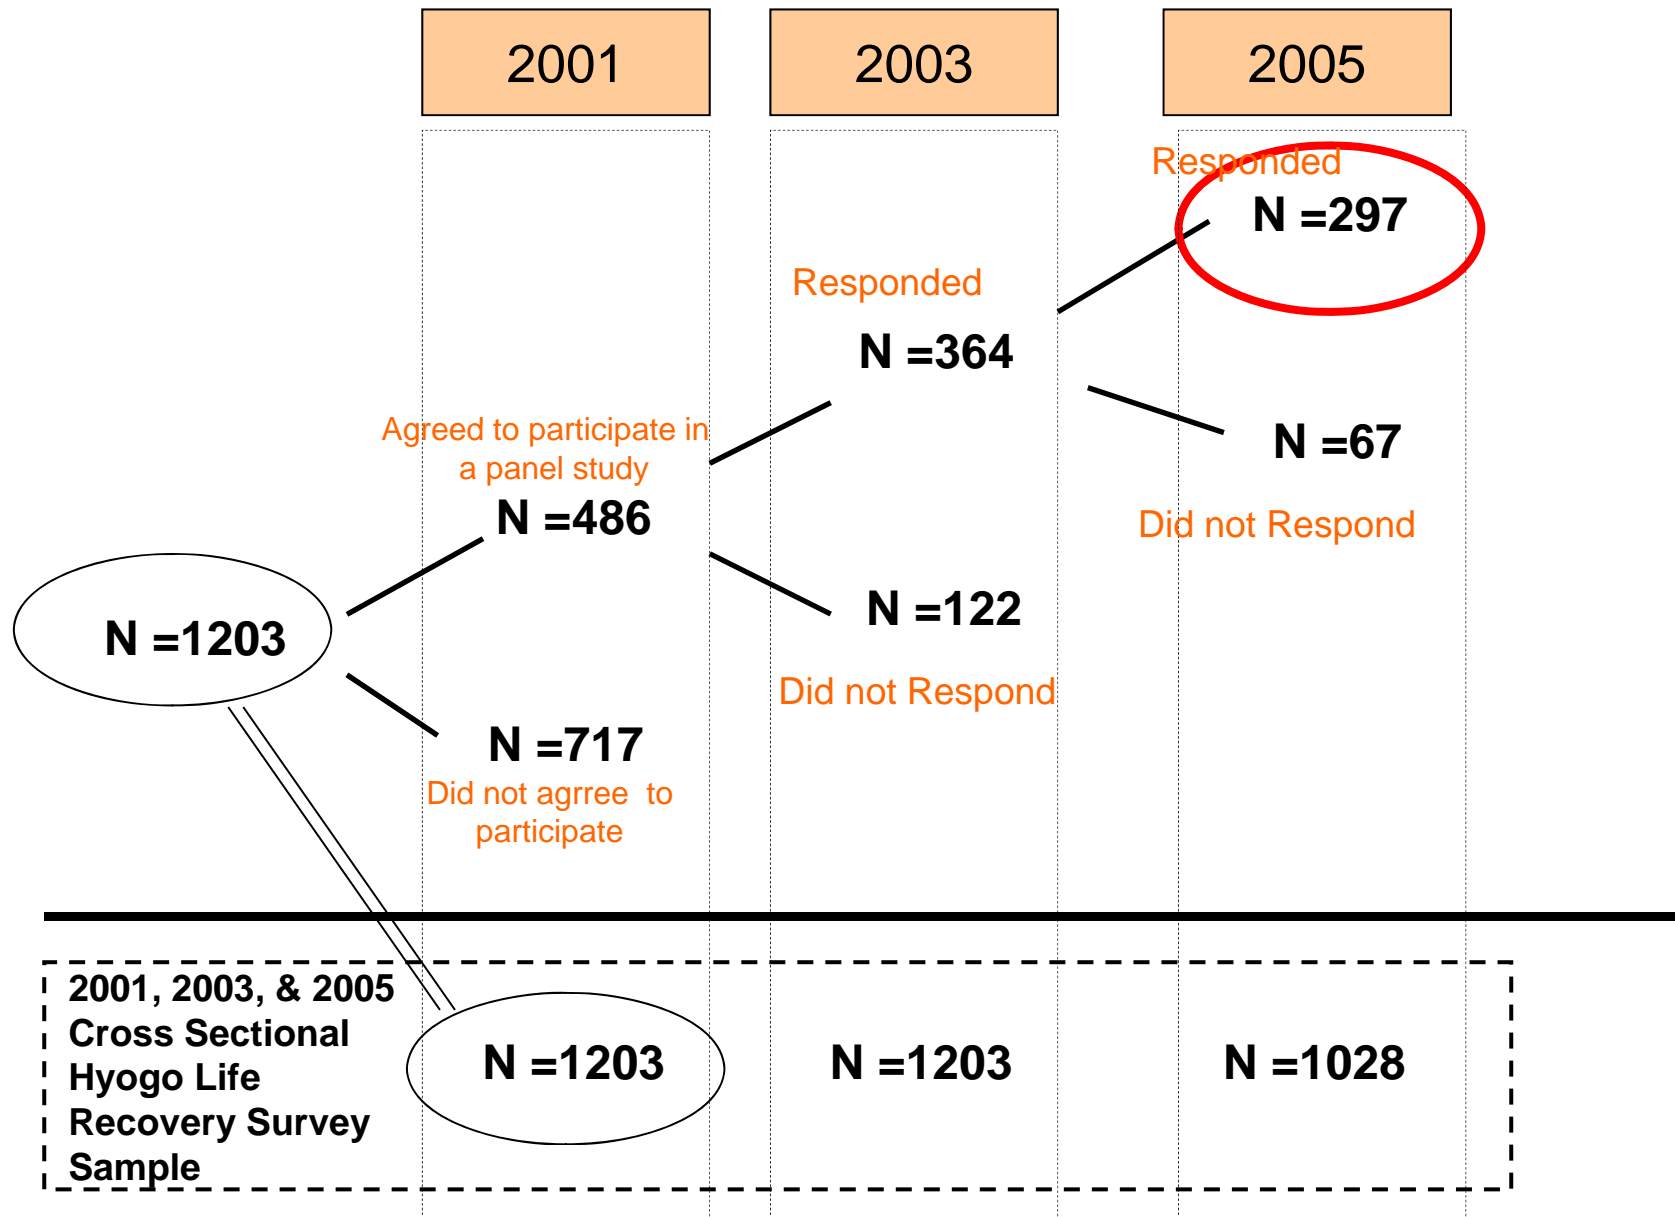 2001
2003
2005
Responded
N =297
Responded
N =364
N =67
Did not Respond
Agreed to participate in
a panel study
N =486
N =122
Did not Respond
N =1203
N =717
Did not agrree  to
participate
2001, 2003, & 2005
Cross Sectional
Hyogo Life
Recovery Survey
Sample
N =1203
N =1203
N =1028